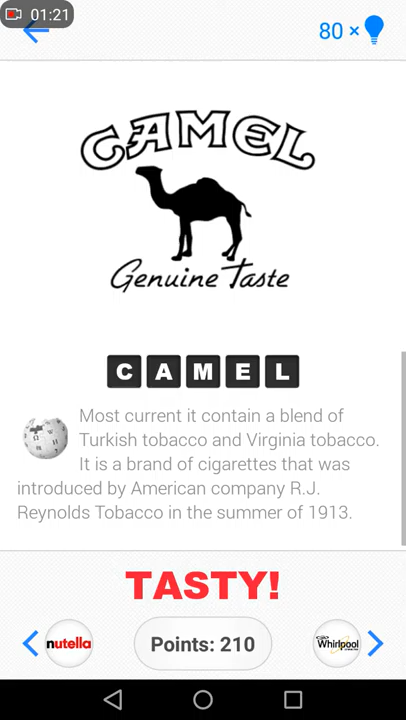 01:21
80 ×
CAMEL
Genuine Taste
CAMEL
Most current it contain a blend of
Turkish tobacco and Virginia tobacco.
It is a brand of cigarettes that was
introduced by American company R.J.
Reynolds Tobacco in the summer of 1913.
TASTY!
nutella
Points: 210
Whirlpool